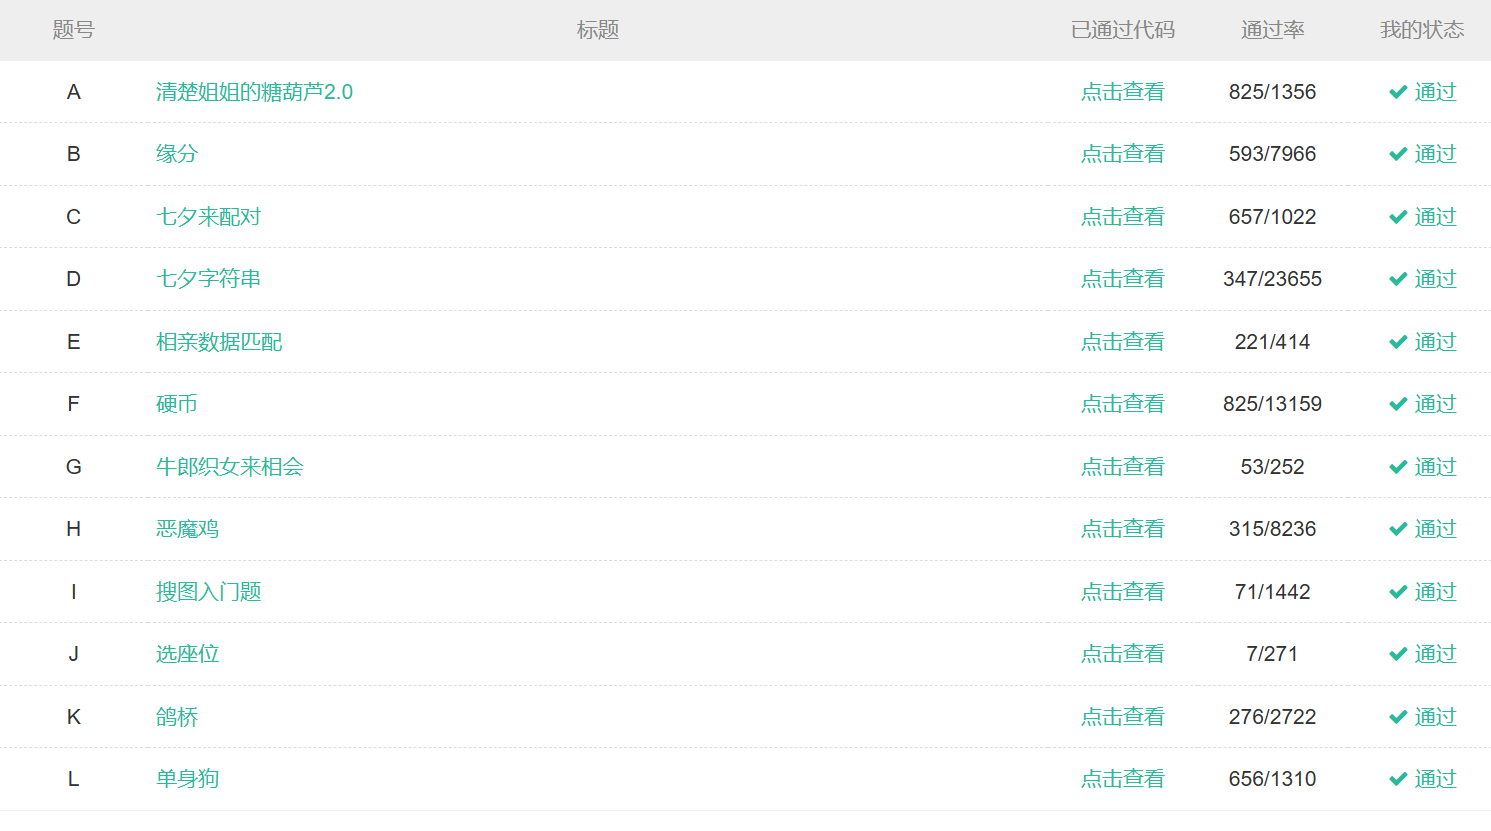 题号 标题 已通过代码 通过率 我的状态
A 清楚姐姐的糖葫芦2.0 点击查看 825/1356 通过
B 缘分 点击查看 593/7966 通过
C 七夕来配对 点击查看 657/1022 通过
D 七夕字符串 点击查看 347/23655 通过
E 相亲数据匹配 点击查看 221/414 通过
F 硬币 点击查看 825/13159 通过
G 牛郎织女来相会 点击查看 53/252 通过
H 恶魔鸡 点击查看 315/8236 通过
I 搜图入门题 点击查看 71/1442 通过
J 选座位 点击查看 7/271 通过
K 鸽桥 点击查看 276/2722 通过
L 单身狗 点击查看 656/1310 通过